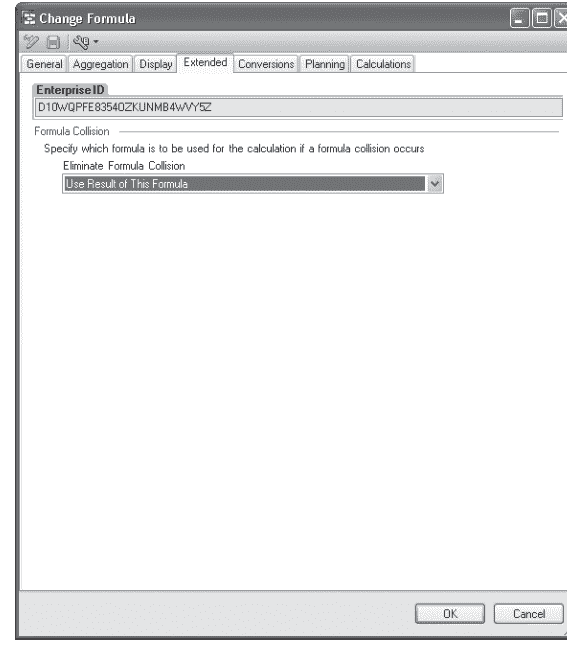 Change Formula
General Aggregation Display Extended Conversions Planning Calculations
Enterprise ID
D10WQPFE8354OZKUNMB4WVY5Z
Formula Collision
Specify which formula is to be used for the calculation if a formula collision occurs
Eliminate Formula Collision
Use Result of This Formula
OK Cancel